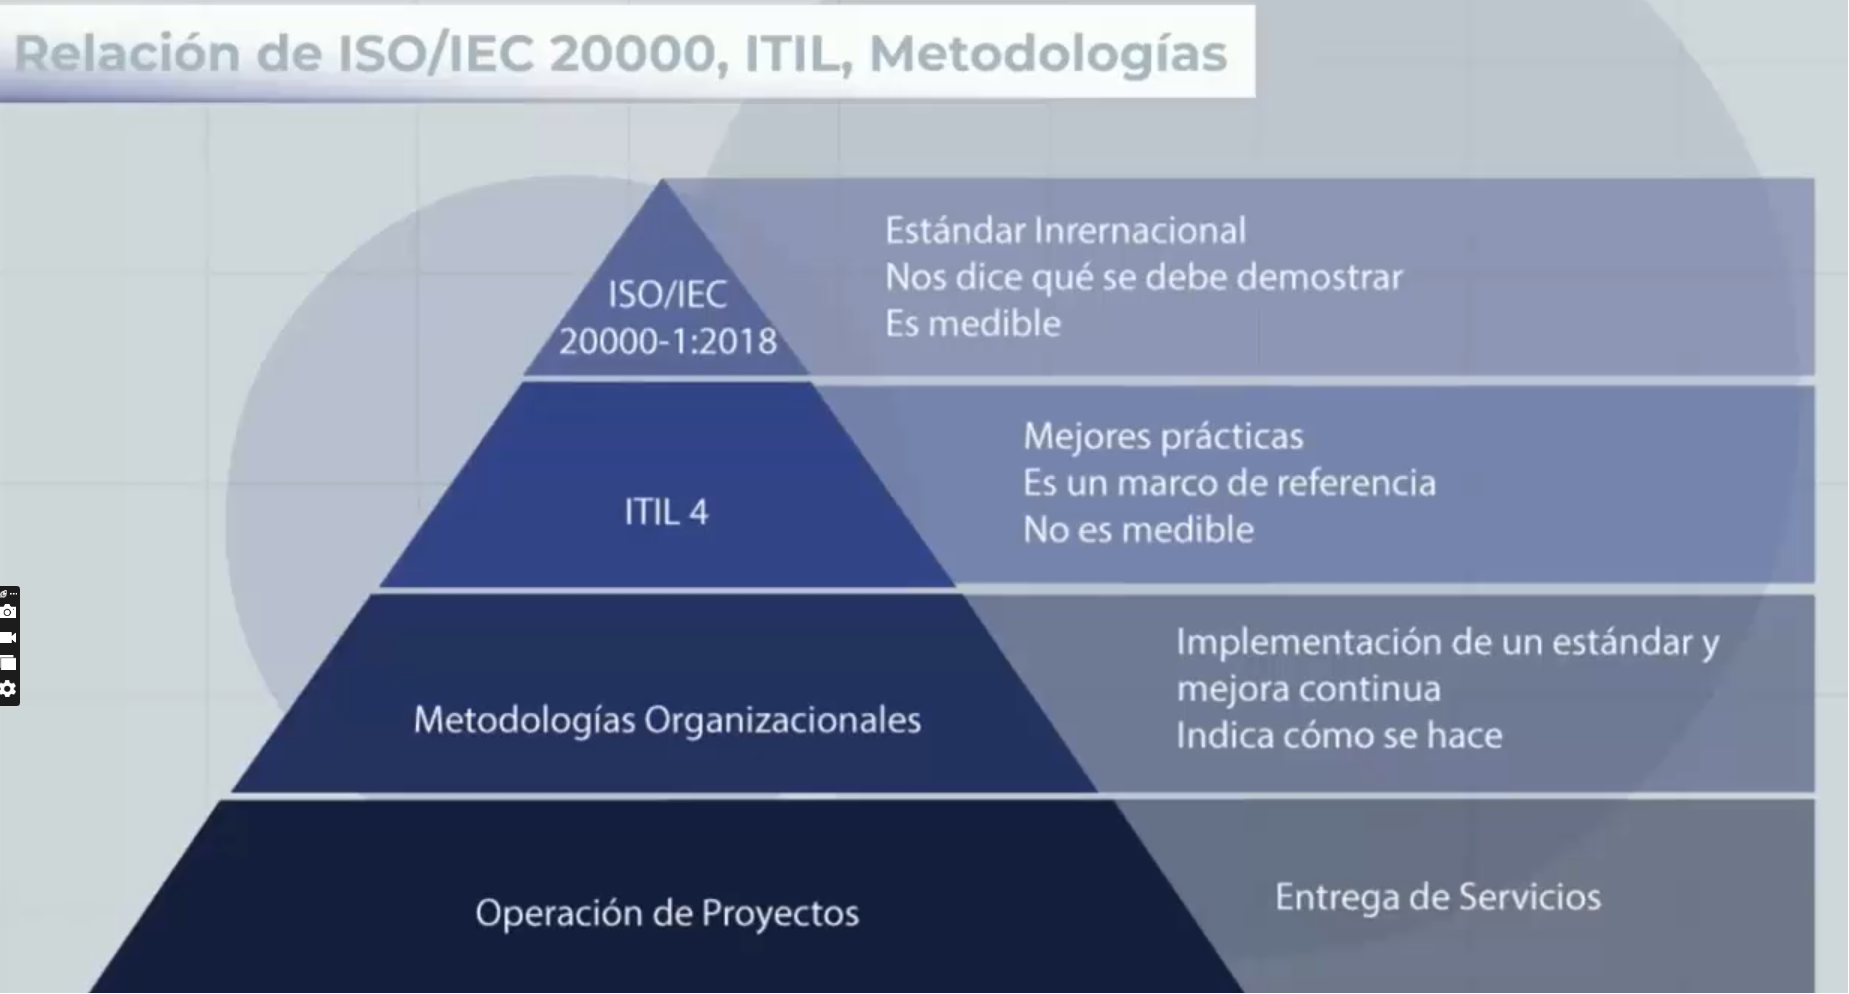 Relación de ISO/IEC 20000, ITIL, Metodologías
ISO/IEC
20000-1:2018
Estándar Inrernacional
Nos dice qué se debe demostrar
Es medible
ITIL 4
Mejores prácticas
Es un marco de referencia
No es medible
Metodologías Organizacionales
Implementación de un estándar y
mejora continua
Indica cómo se hace
Operación de Proyectos
Entrega de Servicios